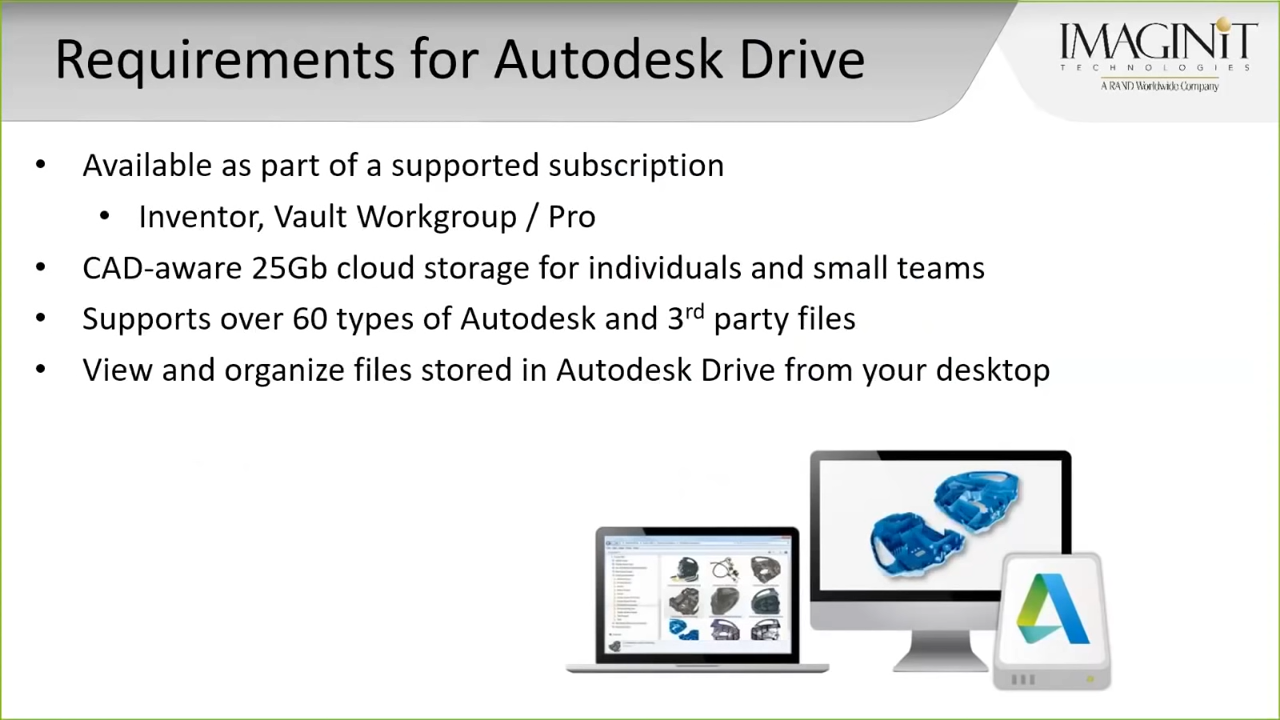 Requirements for Autodesk Drive
IMAGINiT
TECHNOLOGIES
A RAND Worldwide Company
• Available as part of a supported subscription
• Inventor, Vault Workgroup / Pro
• CAD-aware 25Gb cloud storage for individuals and small teams
• Supports over 60 types of Autodesk and 3rd party files
• View and organize files stored in Autodesk Drive from your desktop